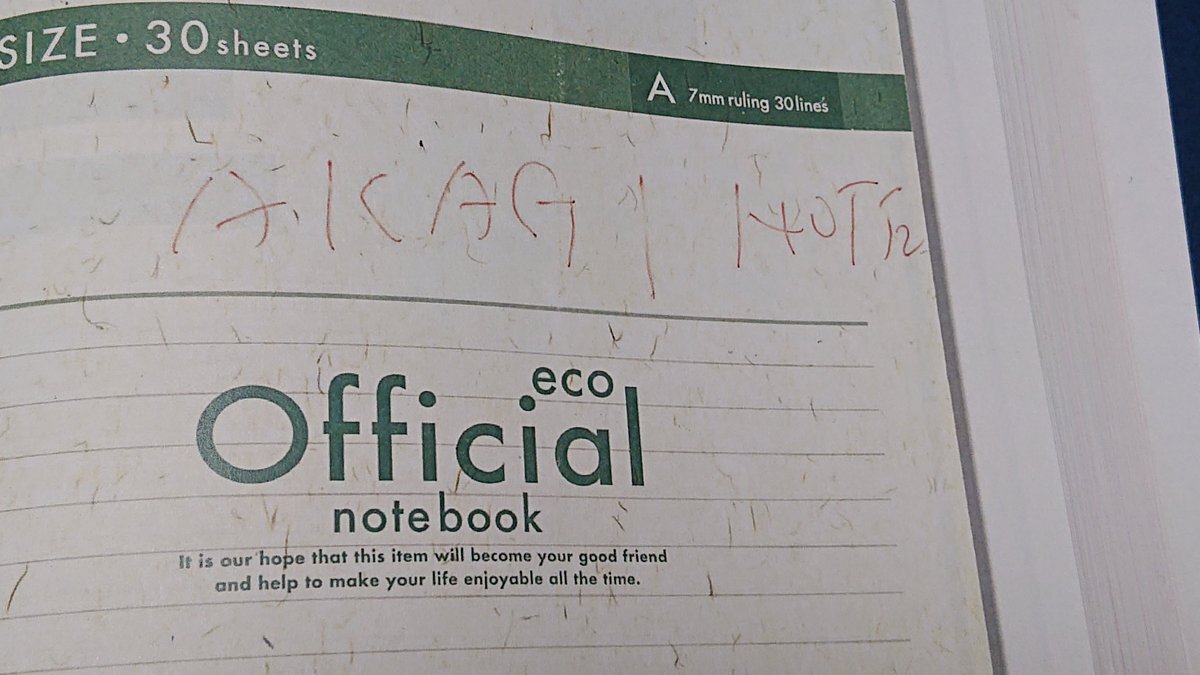 SIZE • 30 sheets
A 7mm ruling 30 lines
AKAGI
eco
Official
notebook
It is our hope that this item will become your good friend
and help to make your life enjoyable all the time.